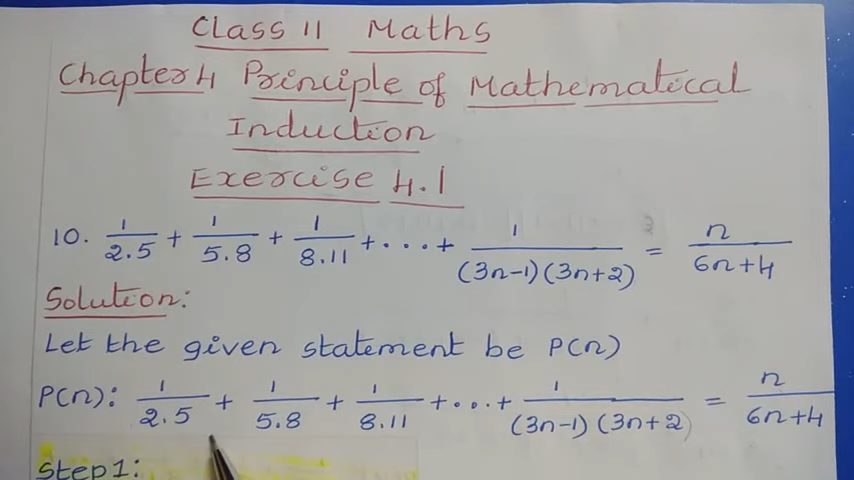 Class 11 Maths
Chapter 4 Principle of Mathematical
Induction
Exercise 4.1
10. 1/2.5 + 1/5.8 + 1/8.11 + ... + 1/(3n-1)(3n+2) = n/6n+4
Solution:
Let the given statement be P(n)
P(n): 1/2.5 + 1/5.8 + 1/8.11 + ... + 1/(3n-1)(3n+2) = n/6n+4
Step1: